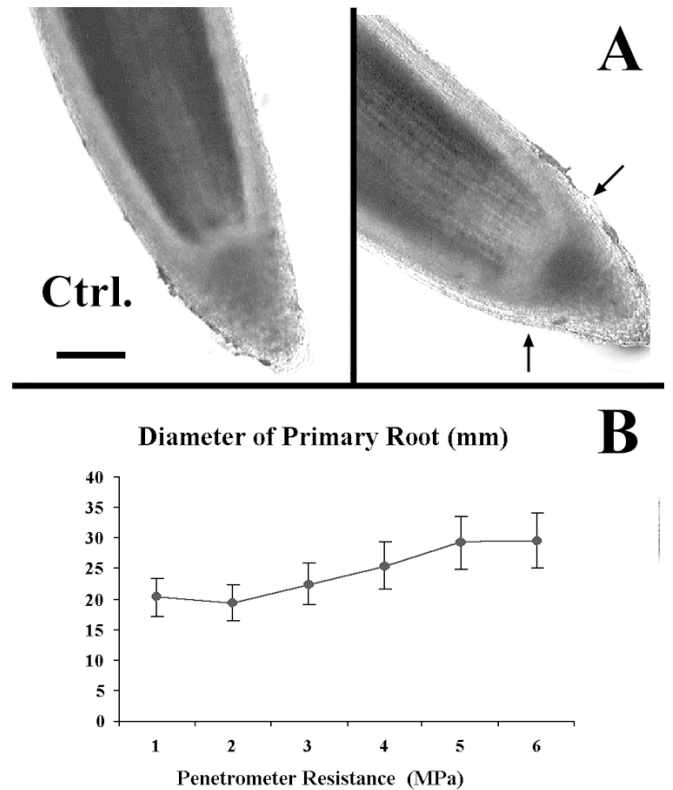 A
Ctrl.
B
Diameter of Primary Root (mm)
40
35
30
25
20
15
10
5
0
1 2 3 4 5 6
Penetrometer Resistance (MPa)